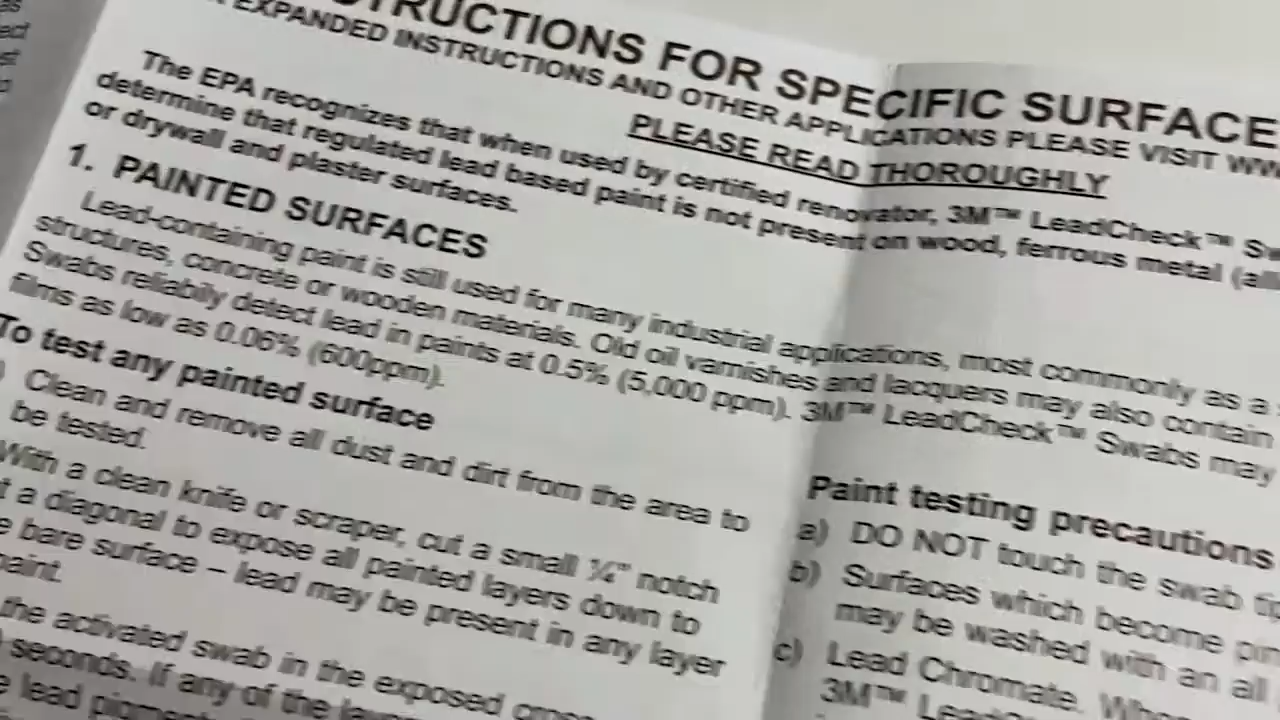 STRUCTIONS FOR SPECIFIC SURFACE
EXPANDED INSTRUCTIONS AND OTHER APPLICATIONS PLEASE VISIT WW
PLEASE READ THOROUGHLY
The EPA recognizes that when used by certified renovator, 3M™ LeadCheck™ Sw
determine that regulated lead based paint is not present on wood, ferrous metal (all
or drywall and plaster surfaces.
1. PAINTED SURFACES
Lead-containing paint is still used for many industrial applications, most commonly as a
structures, concrete or wooden materials. Old oil varnishes and lacquers may also contain
Swabs reliabily detect lead in paints at 0.5% (5,000 ppm). 3M™ LeadCheck™ Swabs may
films as low as 0.06% (600ppm).
To test any painted surface
) Clean and remove all dust and dirt from the area to
be tested.
With a clean knife or scraper, cut a small ¼" notch
t a diagonal to expose all painted layers down to
e bare surface – lead may be present in any layer
paint.
the activated swab in the exposed
seconds. If any of the
e lead
Paint testing precautions
a) DO NOT touch the swab
b) Surfaces which become
may be washed with an
c) Lead Chromate.
3M™